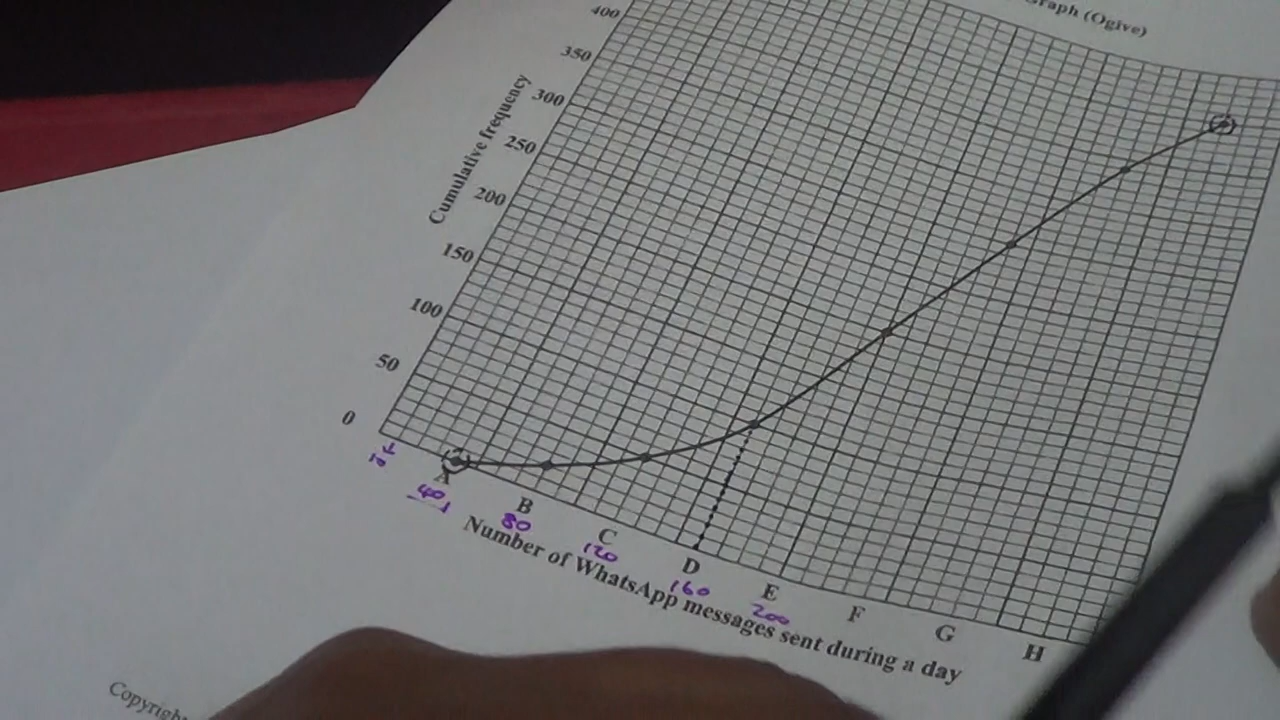 Graph (Ogive)
Cumulative frequency
400
350
300
250
200
150
100
50
0
A B C D E F G H
40 80 120 160 200
Number of WhatsApp messages sent during a day
Copyright